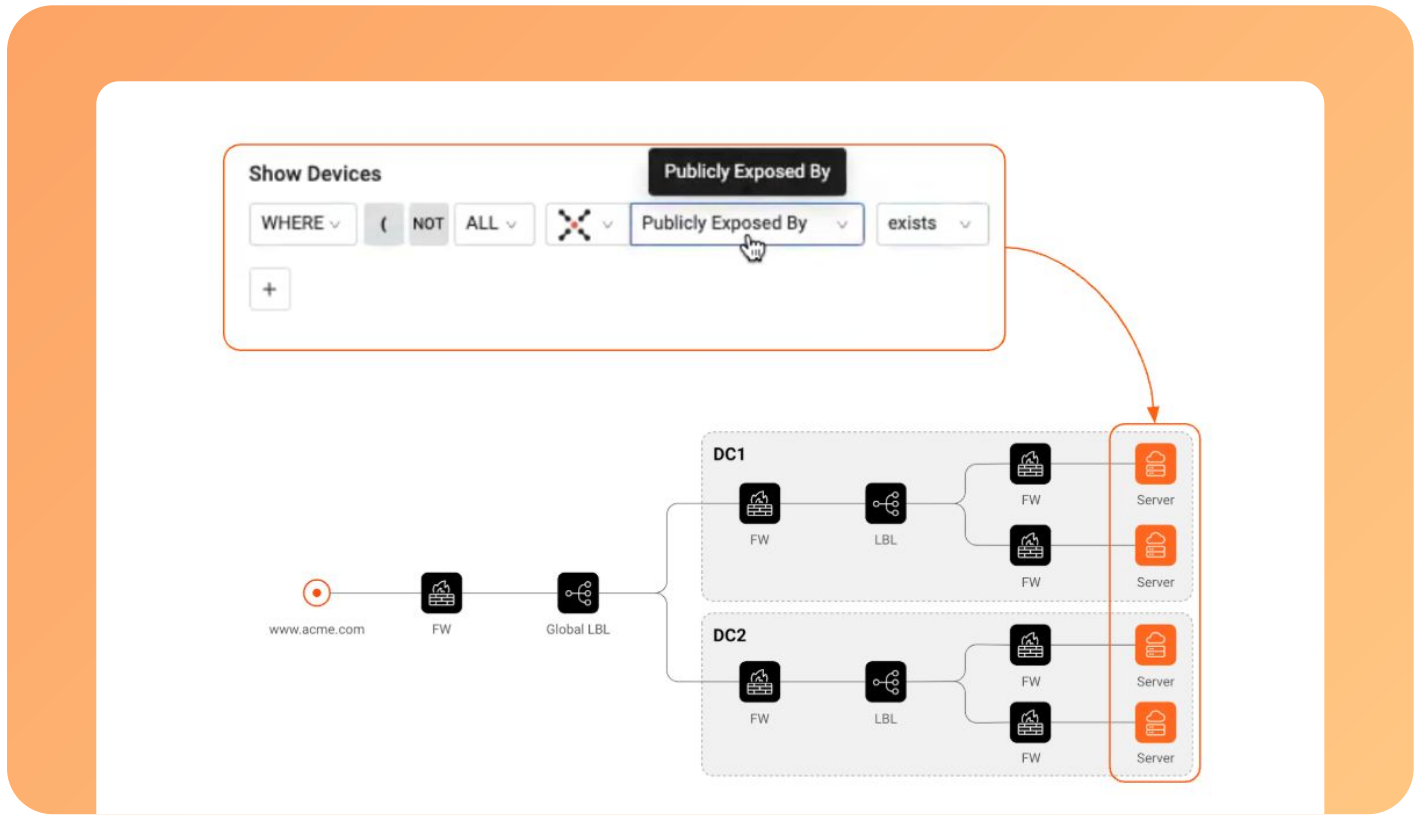 Publicly Exposed By
Show Devices
WHERE ( NOT ALL Publicly Exposed By exists
+
DC1
FW
Server
FW
LBL
FW
Server
www.acme.com
FW
Global LBL
DC2
FW
Server
FW
LBL
FW
Server